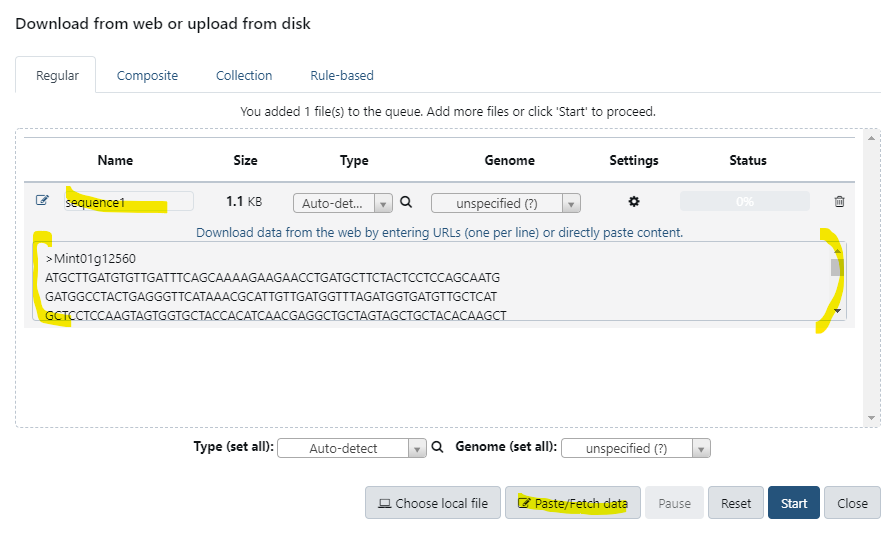 Download from web or upload from disk
Regular Composite Collection Rule-based
You added 1 file(s) to the queue. Add more files or click 'Start' to proceed.
Name Size Type Genome Settings Status
sequence1 1.1 KB Auto-det... unspecified (?) 0%
Download data from the web by entering URLs (one per line) or directly paste content.
>Mint01g12560
ATGCTTGATGTGTTGATTTCAGCAAAAGAAGAACCTGATGCTTCTACTCCTCCAGCAATG
GATGGCCTACTGAGGGTTCATAAACGCATTGTTGATGGTTTAGATGGTGATGTTGCTCAT
GCTCCTCCAAGTAGTGGTGCTACCACATCAACGAGGCTGCTAGTAGCTGCTACACAAGCT
Type (set all): Auto-detect Genome (set all): unspecified (?)
Choose local file Paste/Fetch data Pause Reset Start Close